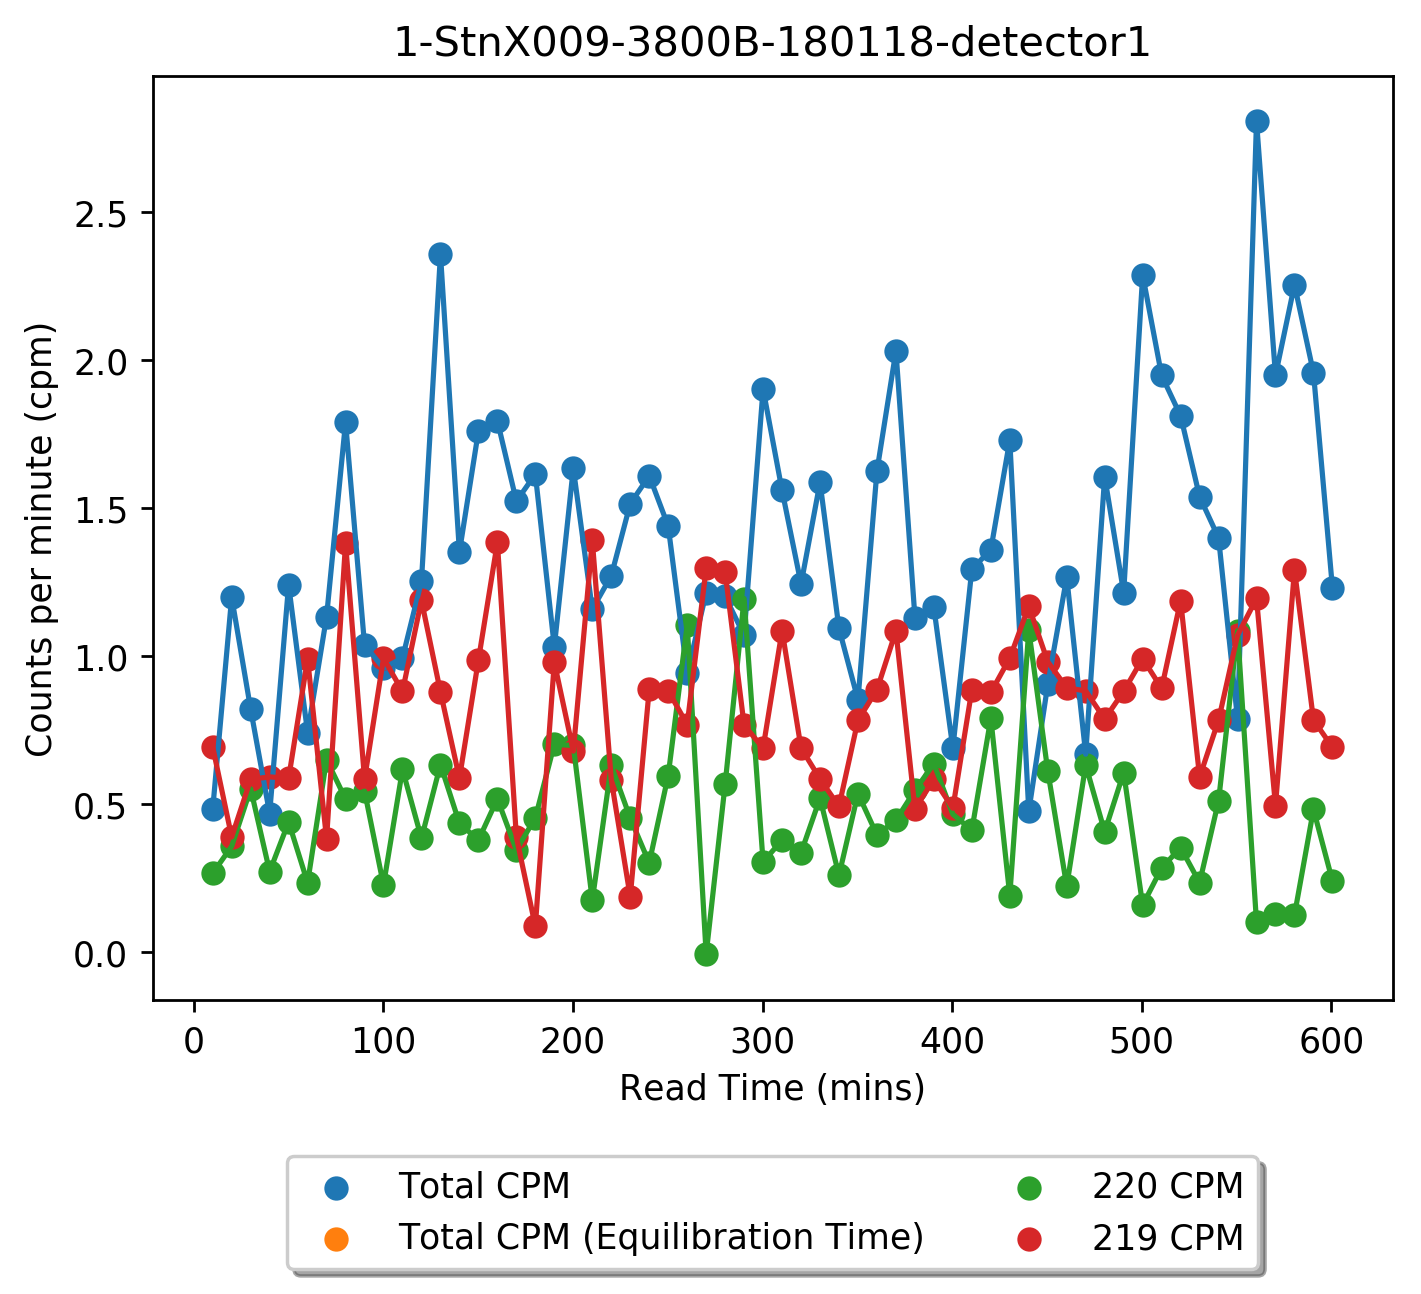 1-StnX009-3800B-180118-detector1
Counts per minute (cpm)
2.5
2.0
1.5
1.0
0.5
0.0
0 100 200 300 400 500 600
Read Time (mins)
Total CPM
Total CPM (Equilibration Time)
220 CPM
219 CPM